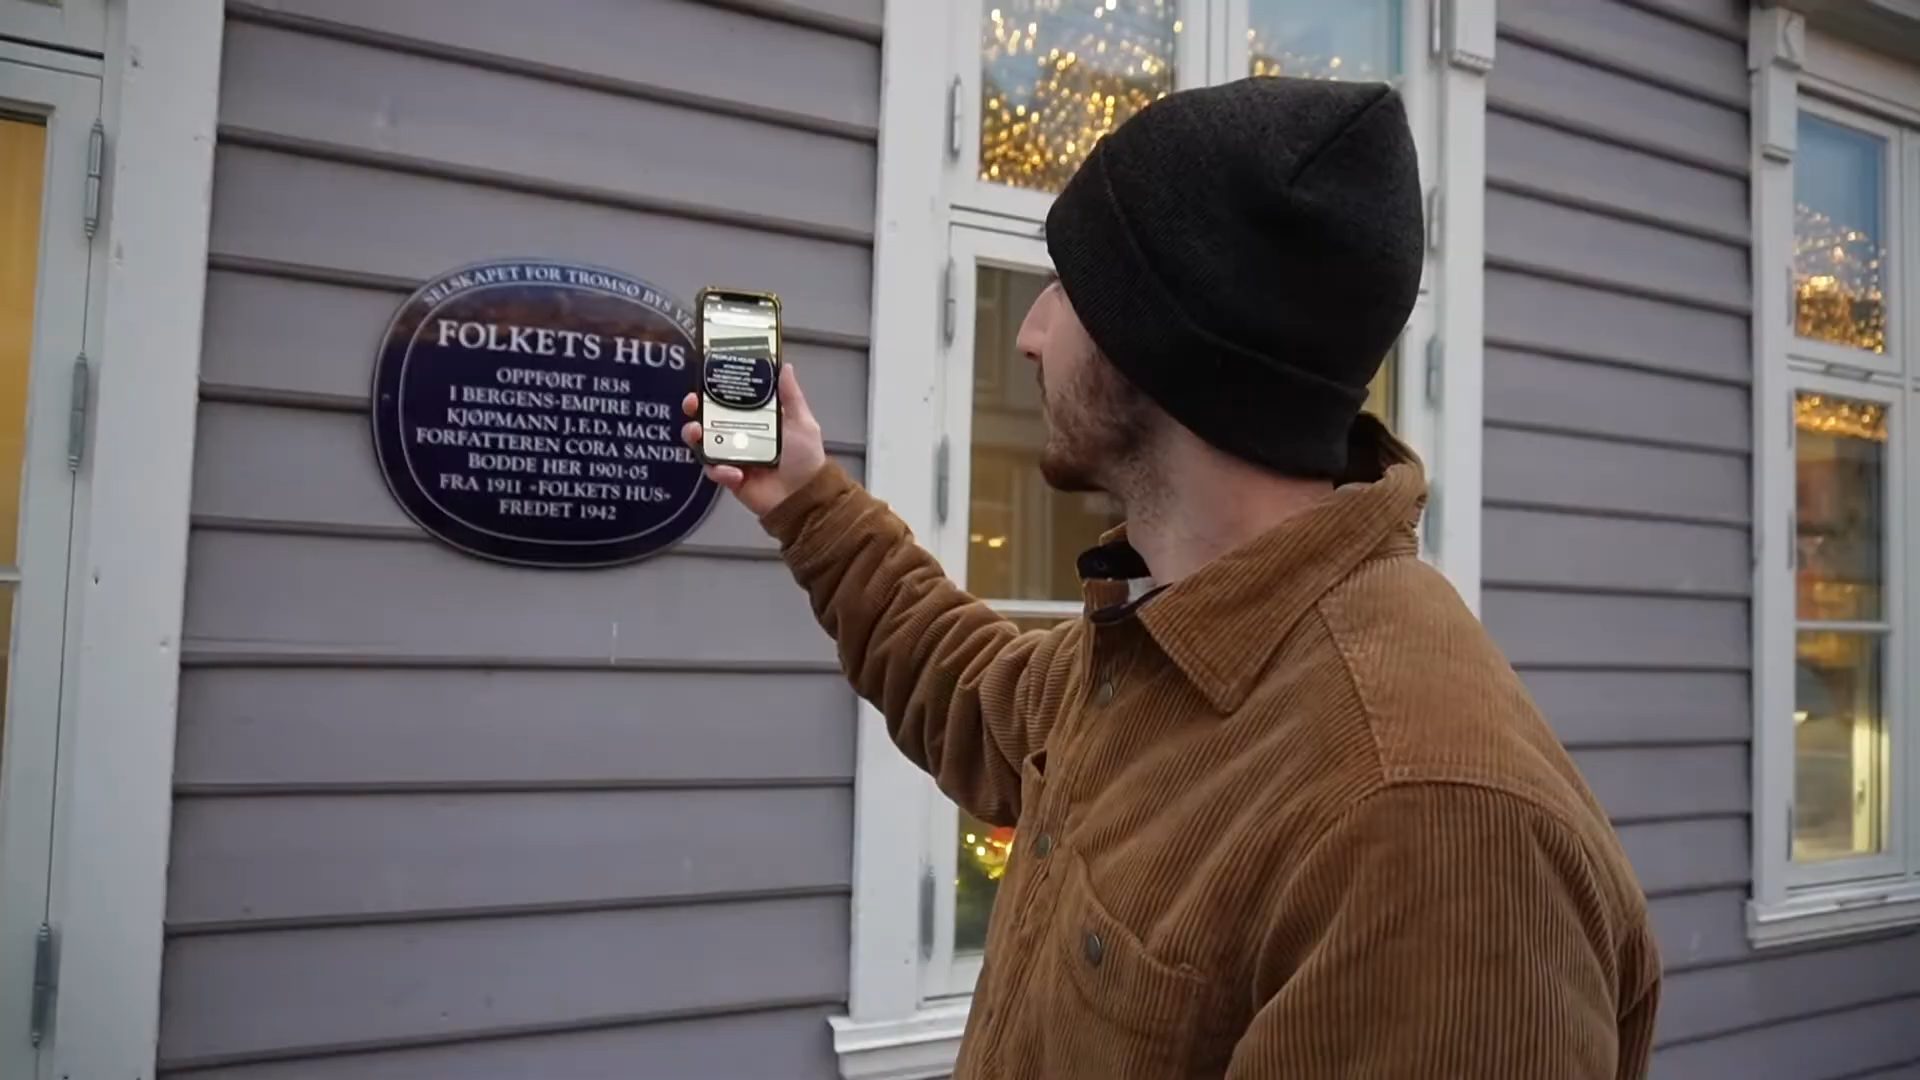 SELSKAPET FOR TROMSØ BYS VEL
FOLKETS HUS
OPPFØRT 1838
I BERGENS-EMPIRE FOR
KJØPMANN J.F.D. MACK
FORFATTEREN CORA SANDEL
BODDE HER 1901-05
FRA 1911 «FOLKETS HUS»
FREDET 1942
PEOPLE'S HOUSE